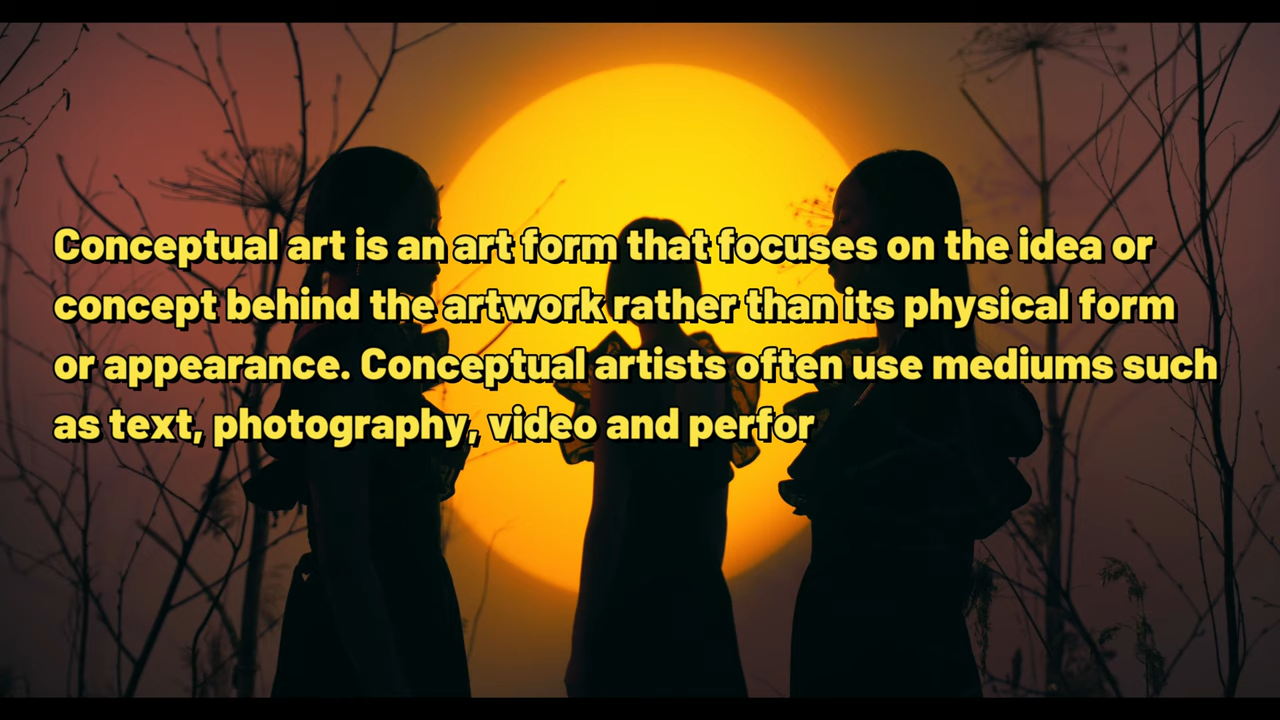 Conceptual art is an art form that focuses on the idea or
concept behind the artwork rather than its physical form
or appearance. Conceptual artists often use mediums such
as text, photography, video and perfor